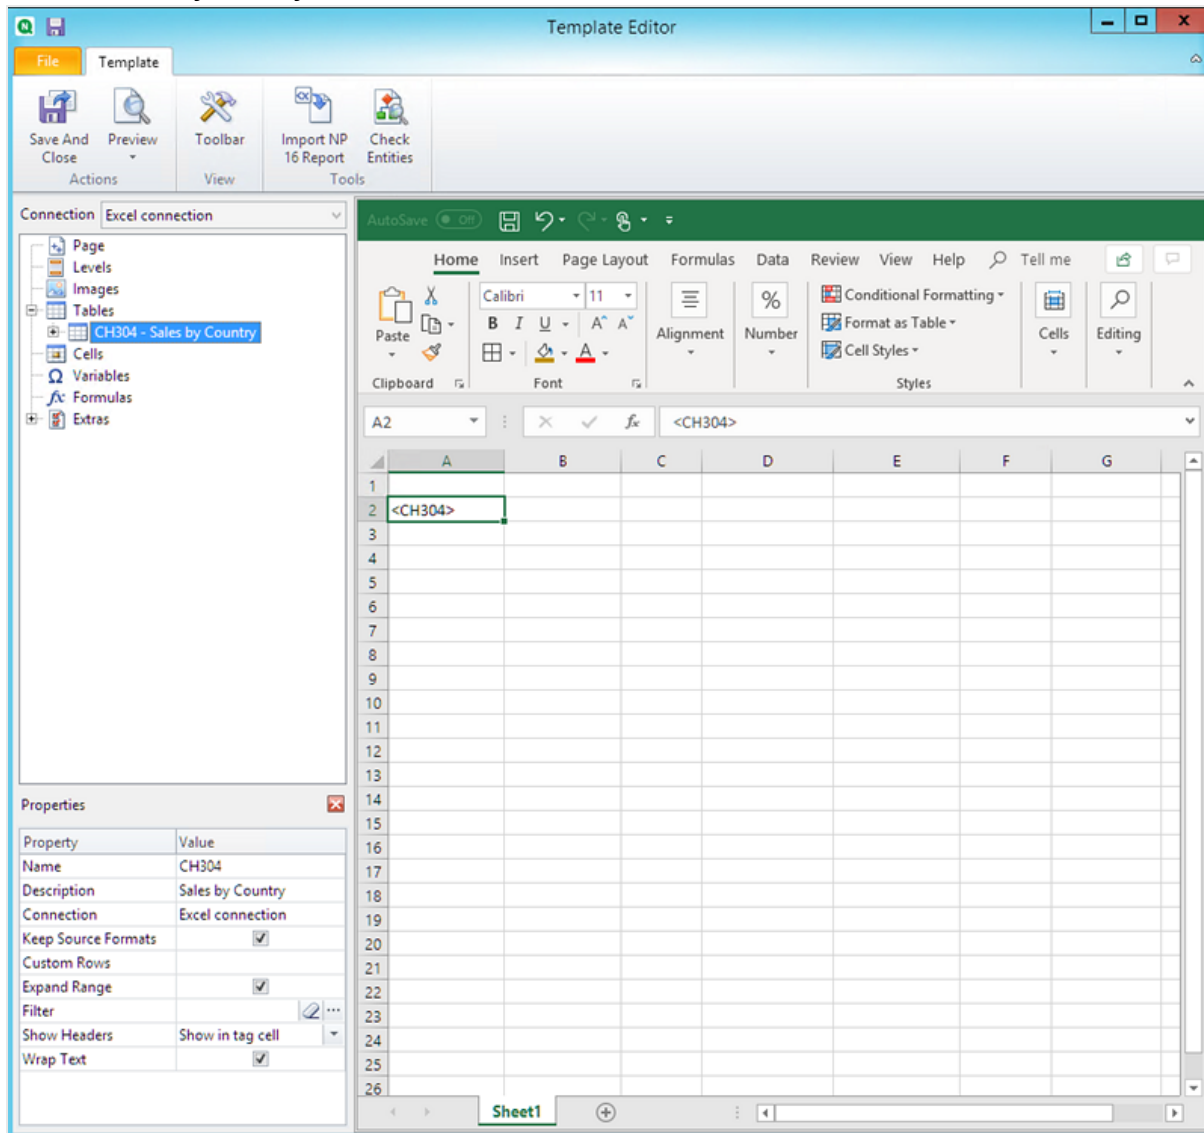 Template Editor
File Template
Save And Close
Preview
Toolbar
Import NP 16 Report
Check Entities
Actions View Tools
Connection Excel connection
Page
Levels
Images
Tables
CH304 - Sales by Country
Cells
Variables
Formulas
Extras
Properties
Property Value
Name CH304
Description Sales by Country
Connection Excel connection
Keep Source Formats
Custom Rows
Expand Range
Filter
Show Headers Show in tag cell
Wrap Text
AutoSave Off
Home Insert Page Layout Formulas Data Review View Help Tell me
Paste
Calibri 11
B I U A A
A
Alignment
% Number
Conditional Formatting
Format as Table
Cell Styles
Cells
Editing
Clipboard Font Styles
A2 fx <CH304>
A B C D E F G
1
2 <CH304>
3
4
5
6
7
8
9
10
11
12
13
14
15
16
17
18
19
20
21
22
23
24
25
26
Sheet1